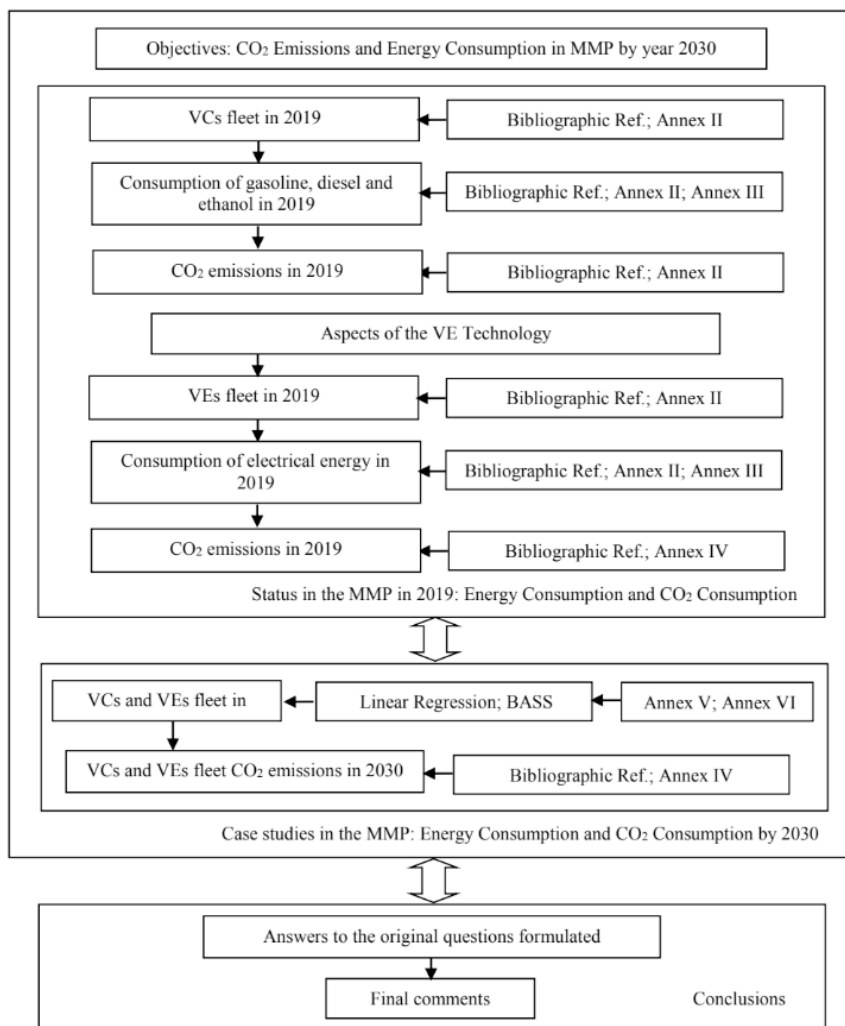 Objectives: CO₂ Emissions and Energy Consumption in MMP by year 2030
VCs fleet in 2019
Bibliographic Ref.; Annex II
Consumption of gasoline, diesel and
ethanol in 2019
Bibliographic Ref.; Annex II; Annex III
CO₂ emissions in 2019
Bibliographic Ref.; Annex II
Aspects of the VE Technology
VEs fleet in 2019
Bibliographic Ref.; Annex II
Consumption of electrical energy in
2019
Bibliographic Ref.; Annex II; Annex III
CO₂ emissions in 2019
Bibliographic Ref.; Annex IV
Status in the MMP in 2019: Energy Consumption and CO₂ Consumption
VCs and VEs fleet in
Linear Regression; BASS
Annex V; Annex VI
VCs and VEs fleet CO₂ emissions in 2030
Bibliographic Ref.; Annex IV
Case studies in the MMP: Energy Consumption and CO₂ Consumption by 2030
Answers to the original questions formulated
Final comments
Conclusions